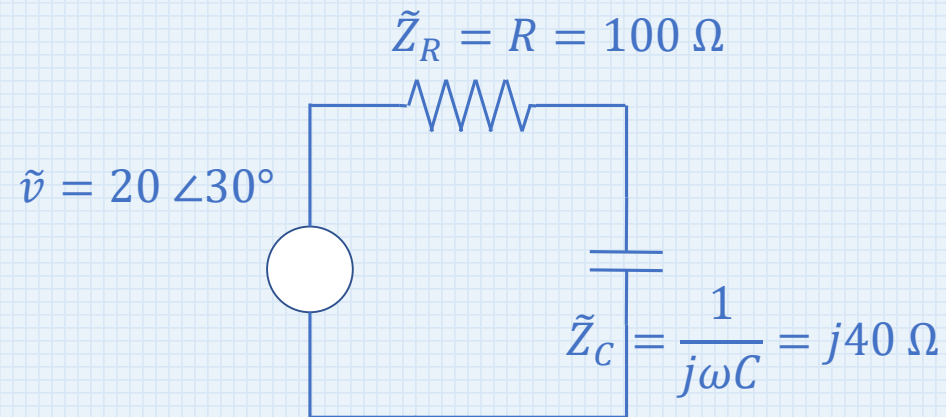 Z̃_R = R = 100 Ω
ṽ = 20 ∠30°
Z̃_C = 1/(jωC) = j40 Ω